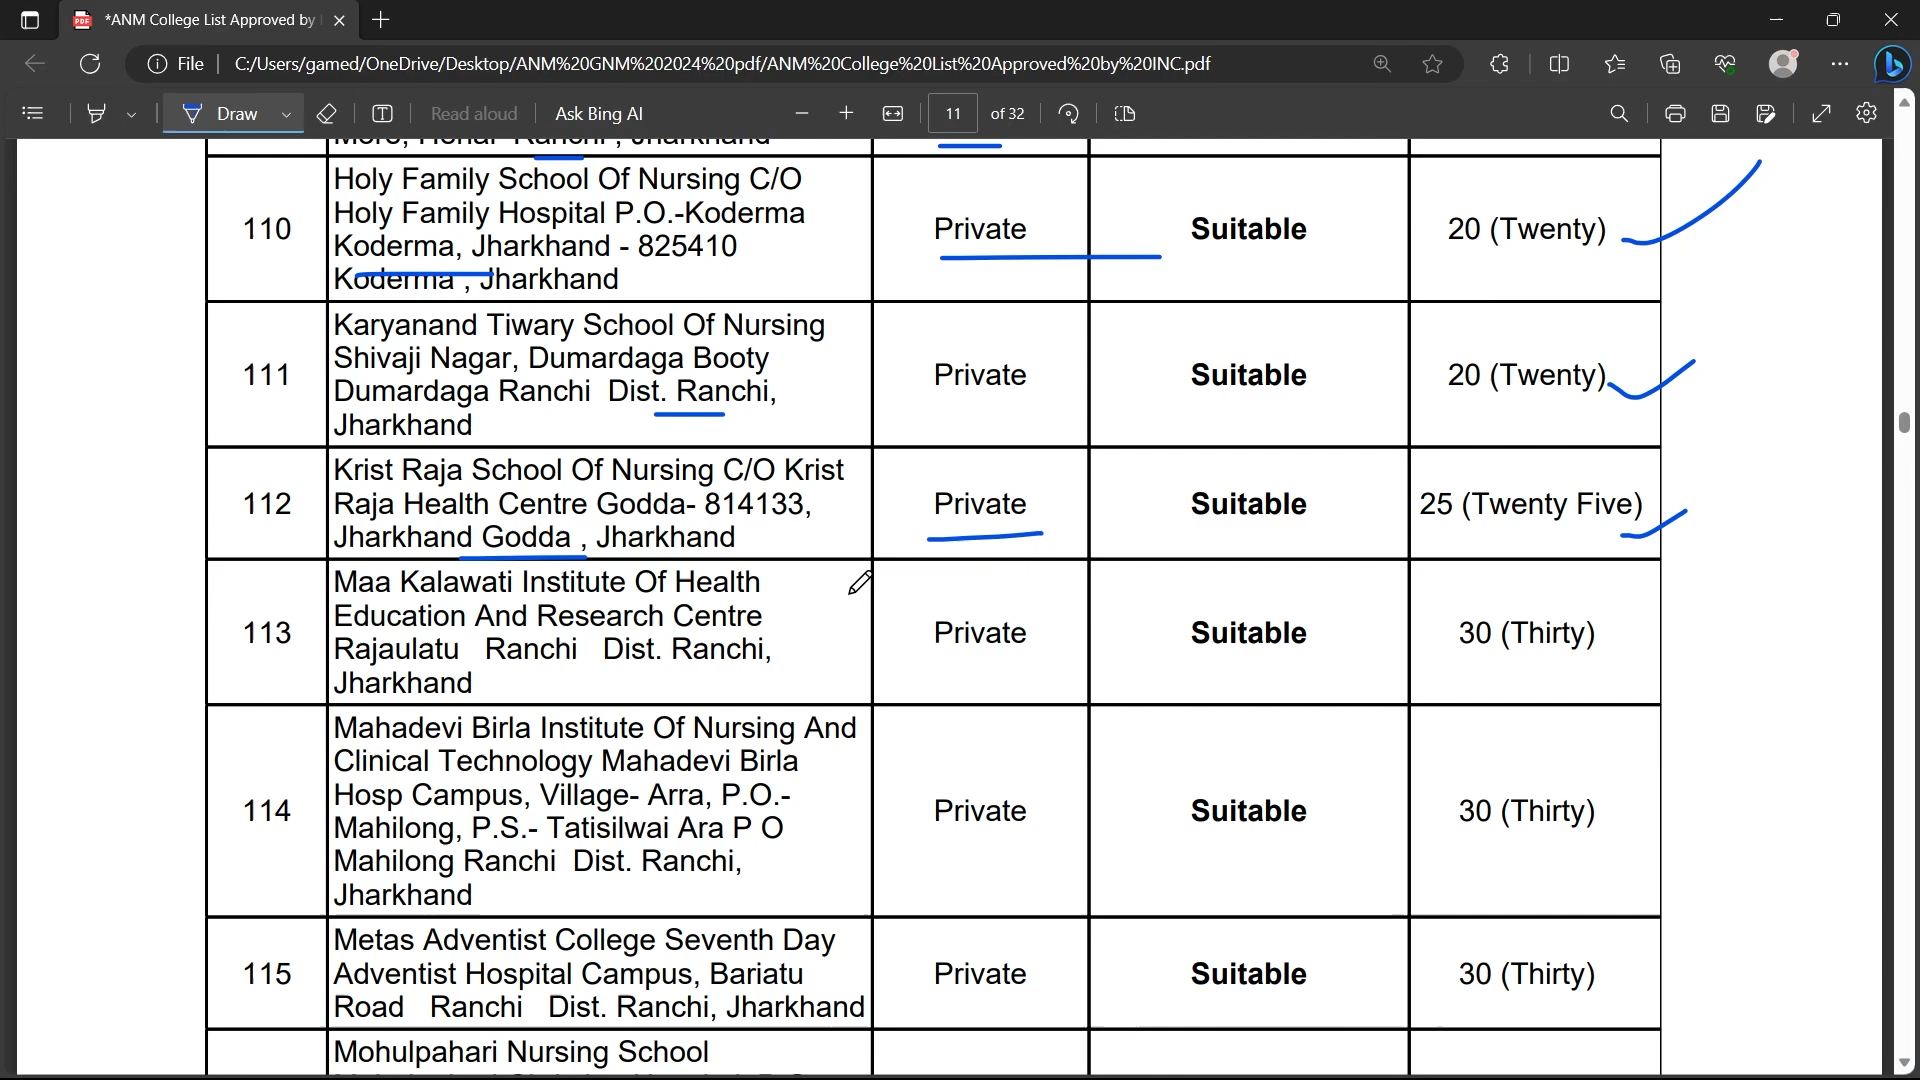 *ANM College List Approved by
File
C:/Users/gamed/OneDrive/Desktop/ANM%20GNM%202024%20pdf/ANM%20College%20List%20Approved%20by%20INC.pdf
Draw
Read aloud
Ask Bing AI
11
of 32
110
Holy Family School Of Nursing C/O
Holy Family Hospital P.O.-Koderma
Koderma, Jharkhand - 825410
Koderma , Jharkhand
Private
Suitable
20 (Twenty)
111
Karyanand Tiwary School Of Nursing
Shivaji Nagar, Dumardaga Booty
Dumardaga Ranchi Dist. Ranchi,
Jharkhand
Private
Suitable
20 (Twenty)
112
Krist Raja School Of Nursing C/O Krist
Raja Health Centre Godda- 814133,
Jharkhand Godda , Jharkhand
Private
Suitable
25 (Twenty Five)
113
Maa Kalawati Institute Of Health
Education And Research Centre
Rajaulatu Ranchi Dist. Ranchi,
Jharkhand
Private
Suitable
30 (Thirty)
114
Mahadevi Birla Institute Of Nursing And
Clinical Technology Mahadevi Birla
Hosp Campus, Village- Arra, P.O.-
Mahilong, P.S.- Tatisilwai Ara P O
Mahilong Ranchi Dist. Ranchi,
Jharkhand
Private
Suitable
30 (Thirty)
115
Metas Adventist College Seventh Day
Adventist Hospital Campus, Bariatu
Road Ranchi Dist. Ranchi, Jharkhand
Private
Suitable
30 (Thirty)
Mohulpahari Nursing School